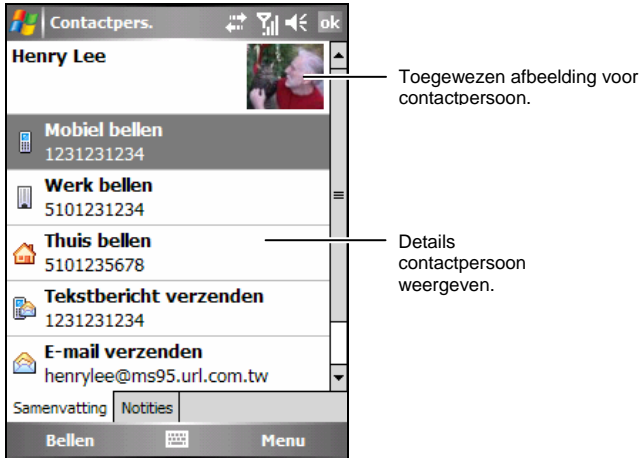 Contactpers.
ok
Henry Lee
Toegewezen afbeelding voor
contactpersoon.
Mobiel bellen
1231231234
Werk bellen
5101231234
Thuis bellen
5101235678
Details
contactpersoon
weergeven.
Tekstbericht verzenden
1231231234
E-mail verzenden
henrylee@ms95.url.com.tw
Samenvatting Notities
Bellen Menu